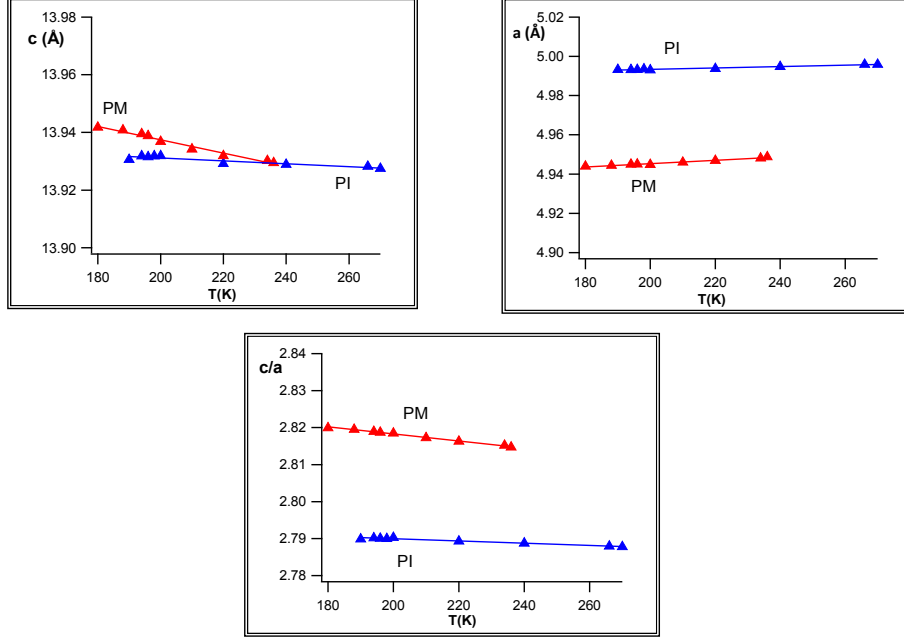 13.98
c (Å)
13.96
PM
13.94
13.92
PI
13.90
180 200 220 240 260
T(K)
5.02
a (Å)
PI
5.00
4.98
4.96
4.94
PM
4.92
4.90
180 200 220 240 260
T(K)
2.84
c/a
2.83
PM
2.82
2.81
2.80
2.79
PI
2.78
180 200 220 240 260
T(K)